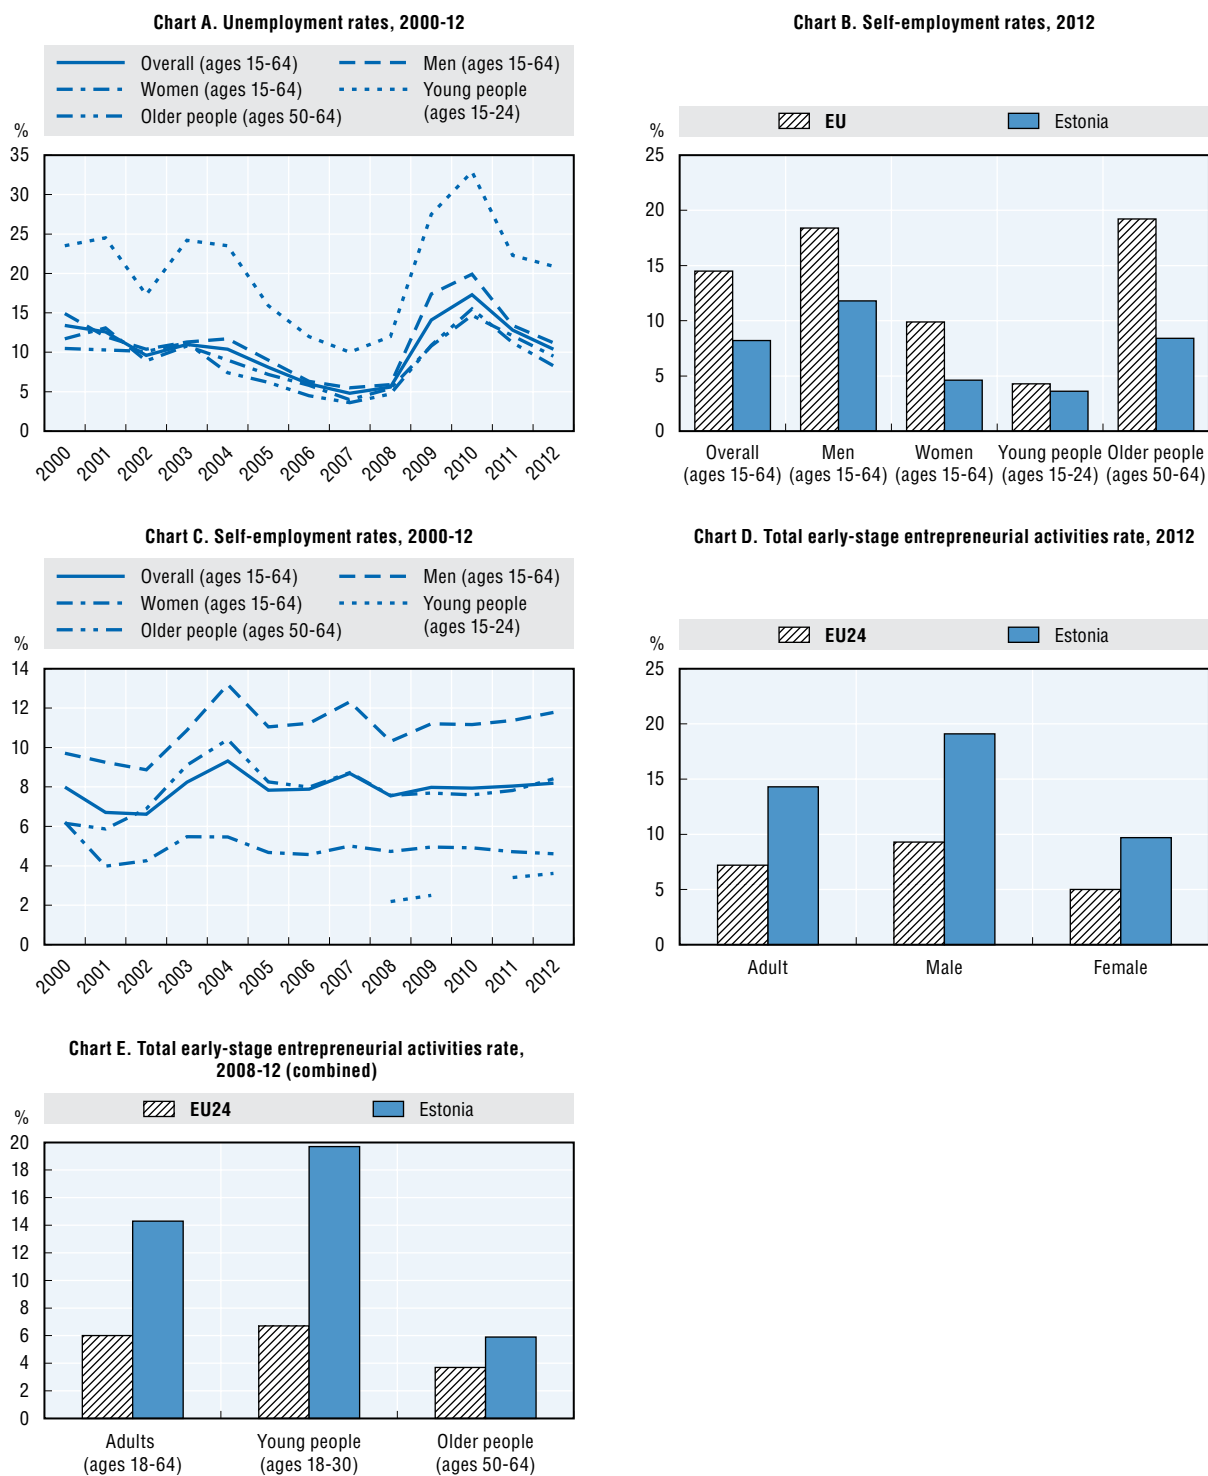 Chart A. Unemployment rates, 2000-12
Overall (ages 15-64)
Men (ages 15-64)
Women (ages 15-64)
Young people
(ages 15-24)
Older people (ages 50-64)
%
35
30
25
20
15
10
5
0
2000
2001
2002
2003
2004
2005
2006
2007
2008
2009
2010
2011
2012
Chart B. Self-employment rates, 2012
EU
Estonia
%
25
20
15
10
5
0
Overall
(ages 15-64)
Men
(ages 15-64)
Women
(ages 15-64)
Young people
(ages 15-24)
Older people
(ages 50-64)
Chart C. Self-employment rates, 2000-12
Overall (ages 15-64)
Men (ages 15-64)
Women (ages 15-64)
Young people
(ages 15-24)
Older people (ages 50-64)
%
14
12
10
8
6
4
2
0
2000
2001
2002
2003
2004
2005
2006
2007
2008
2009
2010
2011
2012
Chart D. Total early-stage entrepreneurial activities rate, 2012
EU24
Estonia
%
25
20
15
10
5
0
Adult
Male
Female
Chart E. Total early-stage entrepreneurial activities rate,
2008-12 (combined)
EU24
Estonia
%
20
18
16
14
12
10
8
6
4
2
0
Adults
(ages 18-64)
Young people
(ages 18-30)
Older people
(ages 50-64)